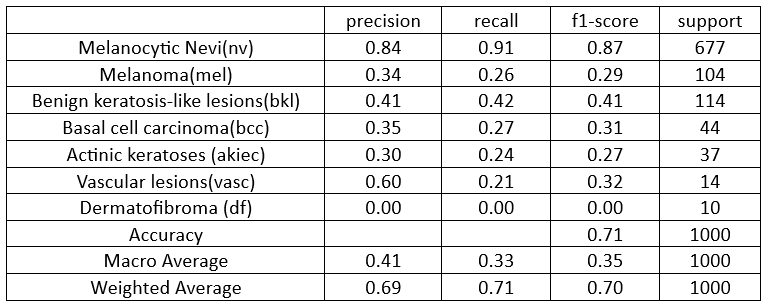 precision recall f1-score support
Melanocytic Nevi(nv) 0.84 0.91 0.87 677
Melanoma(mel) 0.34 0.26 0.29 104
Benign keratosis-like lesions(bkl) 0.41 0.42 0.41 114
Basal cell carcinoma(bcc) 0.35 0.27 0.31 44
Actinic keratoses (akiec) 0.30 0.24 0.27 37
Vascular lesions(vasc) 0.60 0.21 0.32 14
Dermatofibroma (df) 0.00 0.00 0.00 10
Accuracy 0.71 1000
Macro Average 0.41 0.33 0.35 1000
Weighted Average 0.69 0.71 0.70 1000